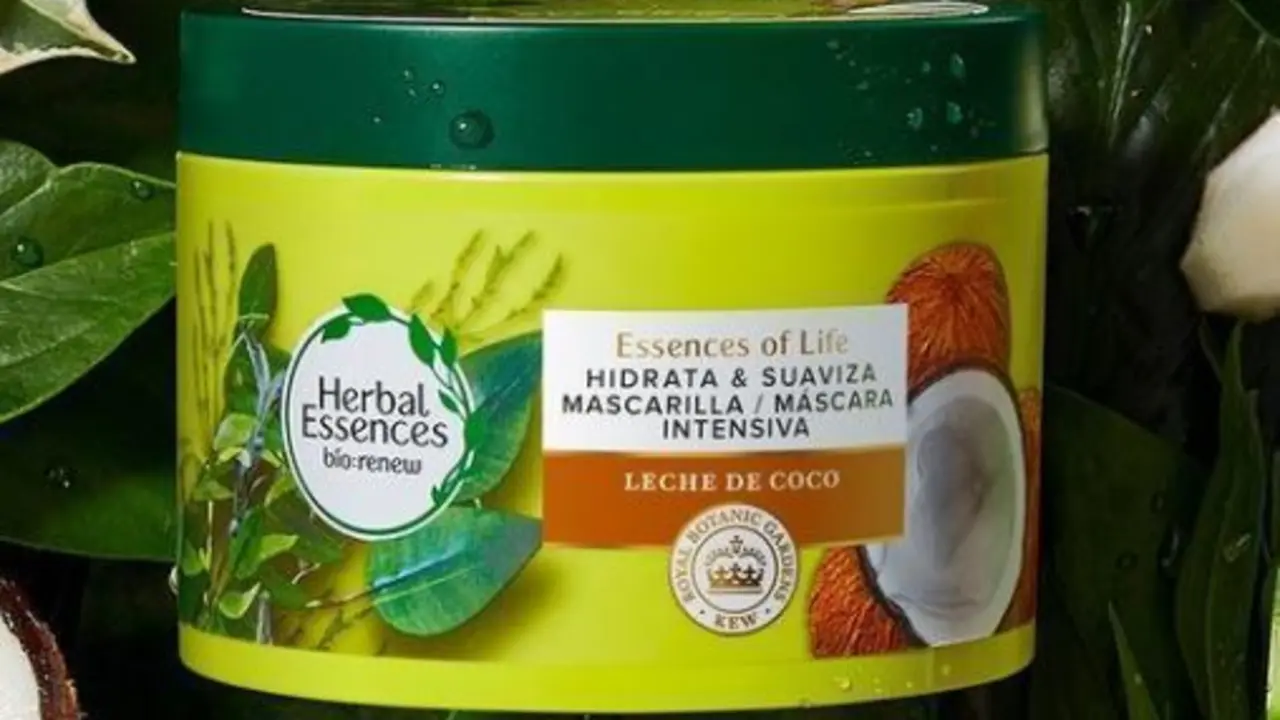 Herbal
Essences
bio:renew
Essences of Life
HIDRATA & SUAVIZA
MASCARILLA / MÁSCARA
INTENSIVA
LECHE DE COCO
ROYAL BOTANIC GARDENS
• KEW •